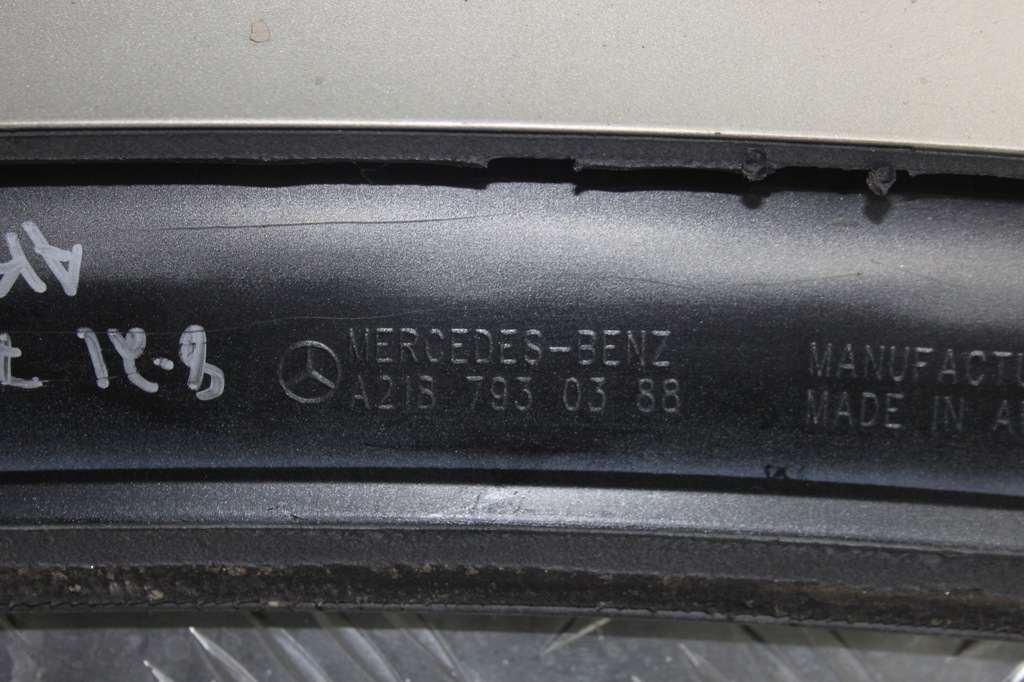 MERCEDES-BENZ
A218 793 03 88
MANUFACTU
MADE IN A